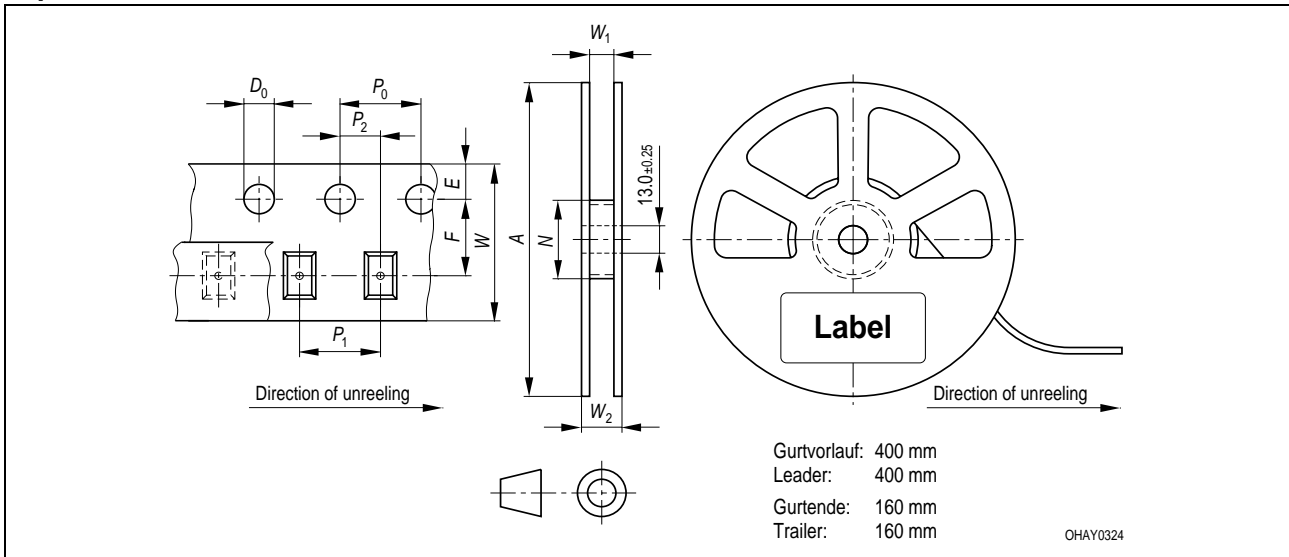 W₁
D₀
P₀
P₂
E
F
W
A
N
13.0±0.25
P₁
W₂
Label
Direction of unreeling
Direction of unreeling
Gurtvorlauf: 400 mm
Leader: 400 mm
Gurtende: 160 mm
Trailer: 160 mm
OHAY0324